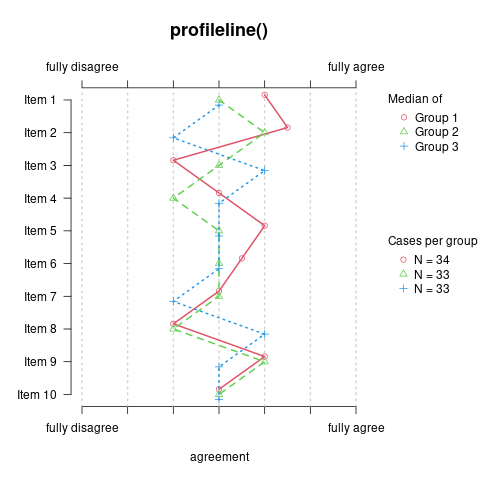 profileline()
fully disagree
fully agree
Item 1
Item 2
Item 3
Item 4
Item 5
Item 6
Item 7
Item 8
Item 9
Item 10
Median of
Group 1
Group 2
Group 3
Cases per group
N = 34
N = 33
N = 33
fully disagree
fully agree
agreement